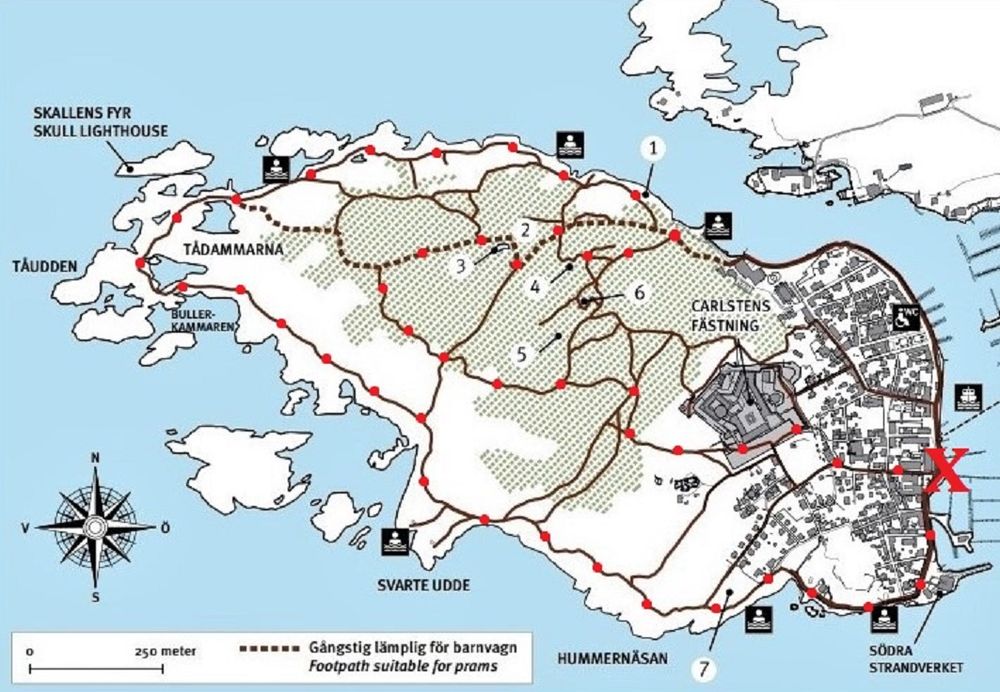 SKALLENS FYR
SKULL LIGHTHOUSE
1
2
TÅDAMMARNA
3
TÅUDDEN
4
6
BULLER-
KAMMAREN
CARLSTENS
FÄSTNING
WC
5
X
N
V
Ö
S
SVARTE UDDE
0
250 meter
Gångstig lämplig för barnvagn
Footpath suitable for prams
HUMMERNÄSAN
7
SÖDRA
STRANDVERKET